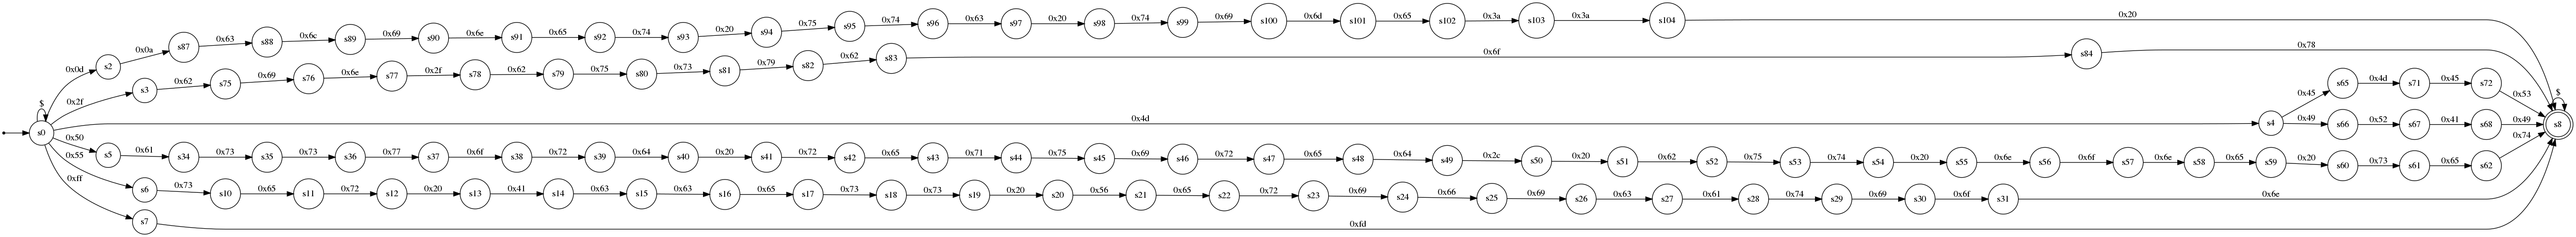 s2 0x0a s87 0x63 s88 0x6c s89 0x69 s90 0x6e s91 0x65 s92 0x74 s93 0x20 s94 0x75 s95 0x74 s96 0x63 s97 0x20 s98 0x74 s99 0x69 s100 0x6d s101 0x65 s102 0x3a s103 0x3a s104 0x20
0x0d
s3 0x62 s75 0x69 s76 0x6e s77 0x2f s78 0x62 s79 0x75 s80 0x73 s81 0x79 s82 0x62 s83 0x6f s84 0x78
0x2f
s65 0x4d s71 0x45 s72 0x53
$
s0 0x4d s4 0x45 0x49 s66 0x52 s67 0x41 s68 0x49 s8 $
0x50 s5 0x61 s34 0x73 s35 0x73 s36 0x77 s37 0x6f s38 0x72 s39 0x64 s40 0x20 s41 0x72 s42 0x65 s43 0x71 s44 0x75 s45 0x69 s46 0x72 s47 0x65 s48 0x64 s49 0x2c s50 0x20 s51 0x62 s52 0x75 s53 0x74 s54 0x20 s55 0x6e s56 0x6f s57 0x6e s58 0x65 s59 0x20 s60 0x73 s61 0x65 s62 0x74
0x55 s6 0x73 s10 0x65 s11 0x72 s12 0x20 s13 0x41 s14 0x63 s15 0x63 s16 0x65 s17 0x73 s18 0x73 s19 0x20 s20 0x56 s21 0x65 s22 0x72 s23 0x69 s24 0x66 s25 0x69 s26 0x63 s27 0x61 s28 0x74 s29 0x69 s30 0x6f s31 0x6e
0xff s7 0xfd